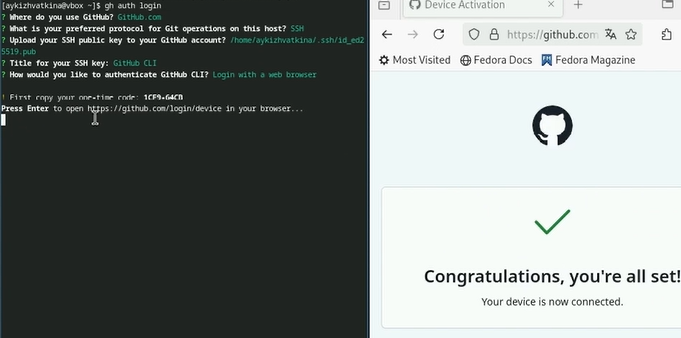 [aykizhvatkina@vbox ~]$ gh auth login
? Where do you use GitHub? GitHub.com
? What is your preferred protocol for Git operations on this host? SSH
? Upload your SSH public key to your GitHub account? /home/aykizhvatkina/.ssh/id_ed2
5519.pub
? Title for your SSH key: GitHub CLI
? How would you like to authenticate GitHub CLI? Login with a web browser
! First copy your one-time code:
Press Enter to open https://github.com/login/device in your browser...
Device Activation
https://github.com
Most Visited Fedora Docs Fedora Magazine
Congratulations, you're all set!
Your device is now connected.